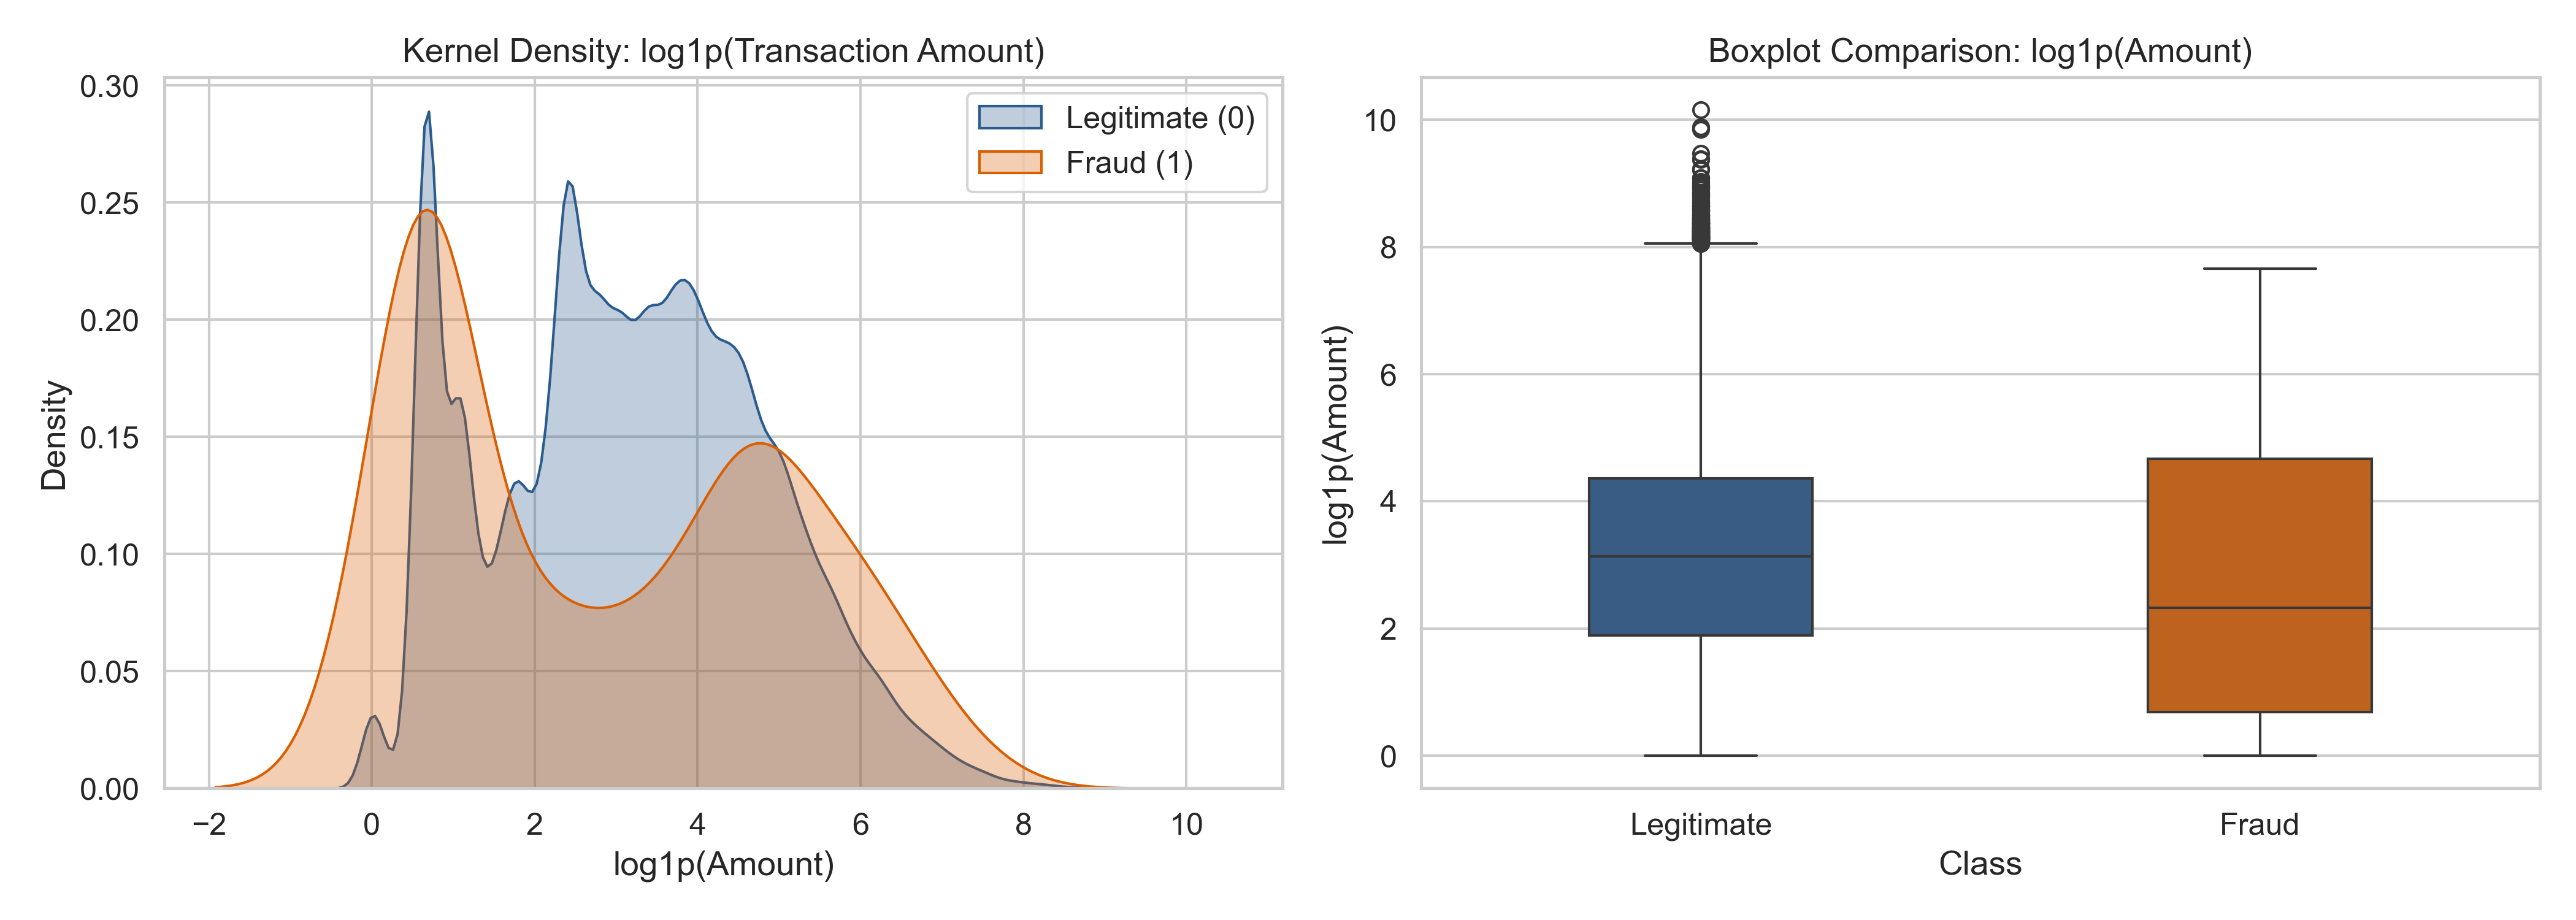 Kernel Density: log1p(Transaction Amount)
Legitimate (0)
Fraud (1)
0.30
0.25
0.20
0.15
0.10
0.05
0.00
Density
−2 0 2 4 6 8 10
log1p(Amount)
Boxplot Comparison: log1p(Amount)
10
8
6
4
2
0
log1p(Amount)
Legitimate Fraud
Class